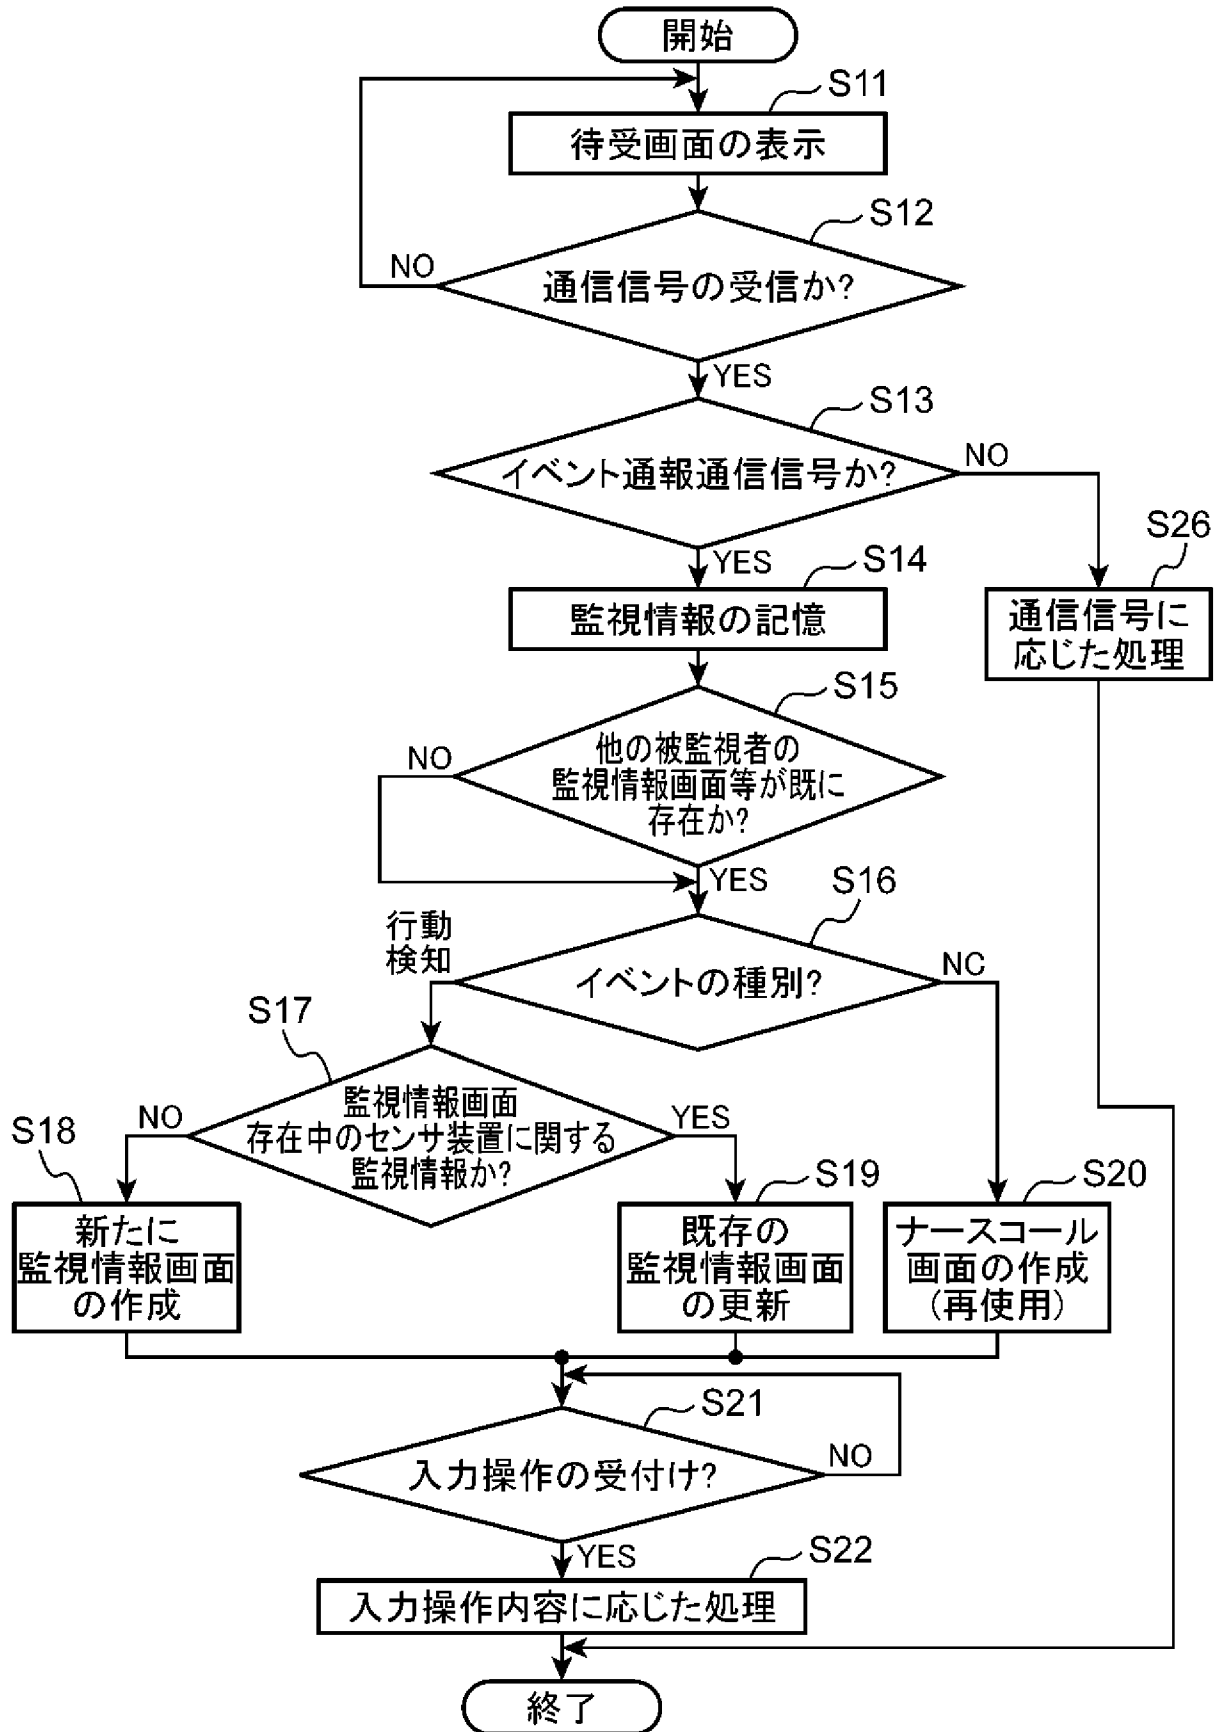 開始
S11
待受画面の表示
S12
NO
通信信号の受信か?
YES
S13
イベント通報通信信号か?
NO
YES
S14
監視情報の記憶
S26
通信信号に
応じた処理
S15
NO
他の被監視者の
監視情報画面等が既に
存在か?
YES
S16
行動
検知
イベントの種別?
NC
S17
監視情報画面
存在中のセンサ装置に関する
監視情報か?
NO
YES
S18
新たに
監視情報画面
の作成
S19
既存の
監視情報画面
の更新
S20
ナースコール
画面の作成
(再使用)
S21
入力操作の受付け?
NO
YES
S22
入力操作内容に応じた処理
終了